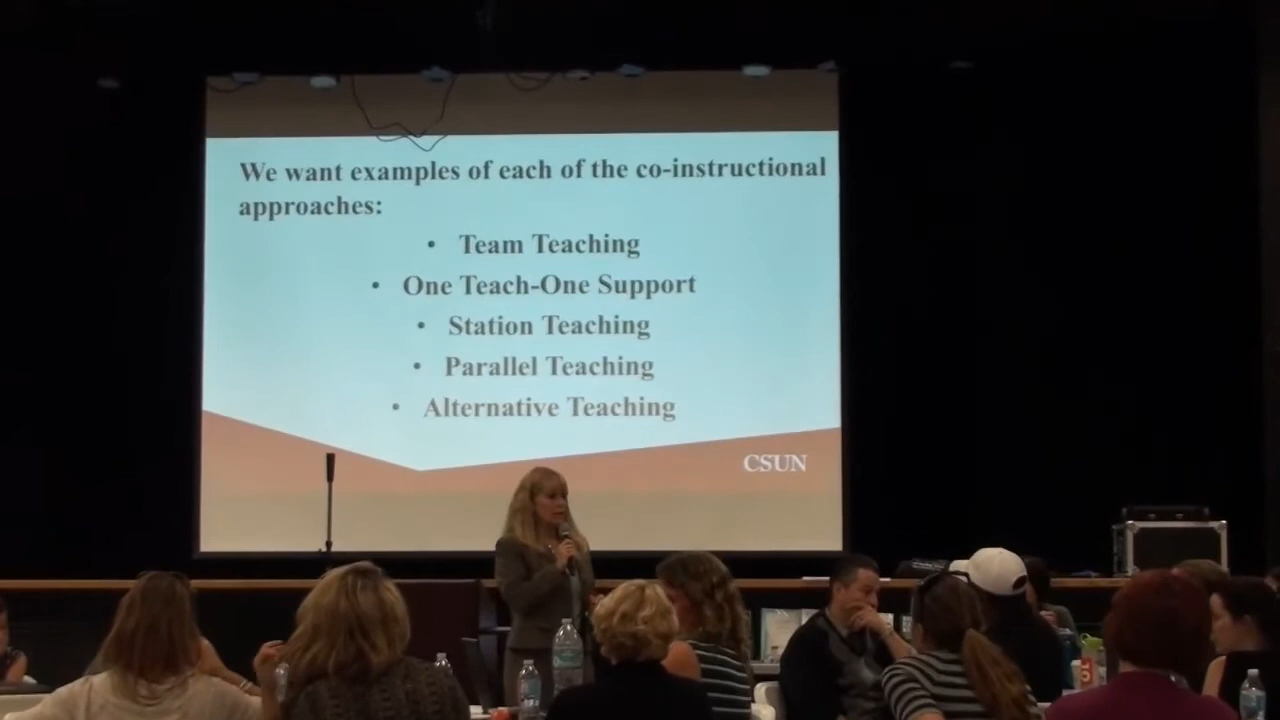 We want examples of each of the co-instructional
approaches:
• Team Teaching
• One Teach-One Support
• Station Teaching
• Parallel Teaching
• Alternative Teaching
CSUN